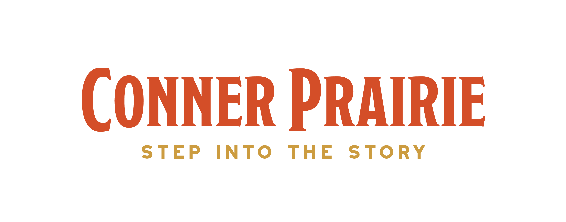 CONNER PRAIRIE
STEP INTO THE STORY